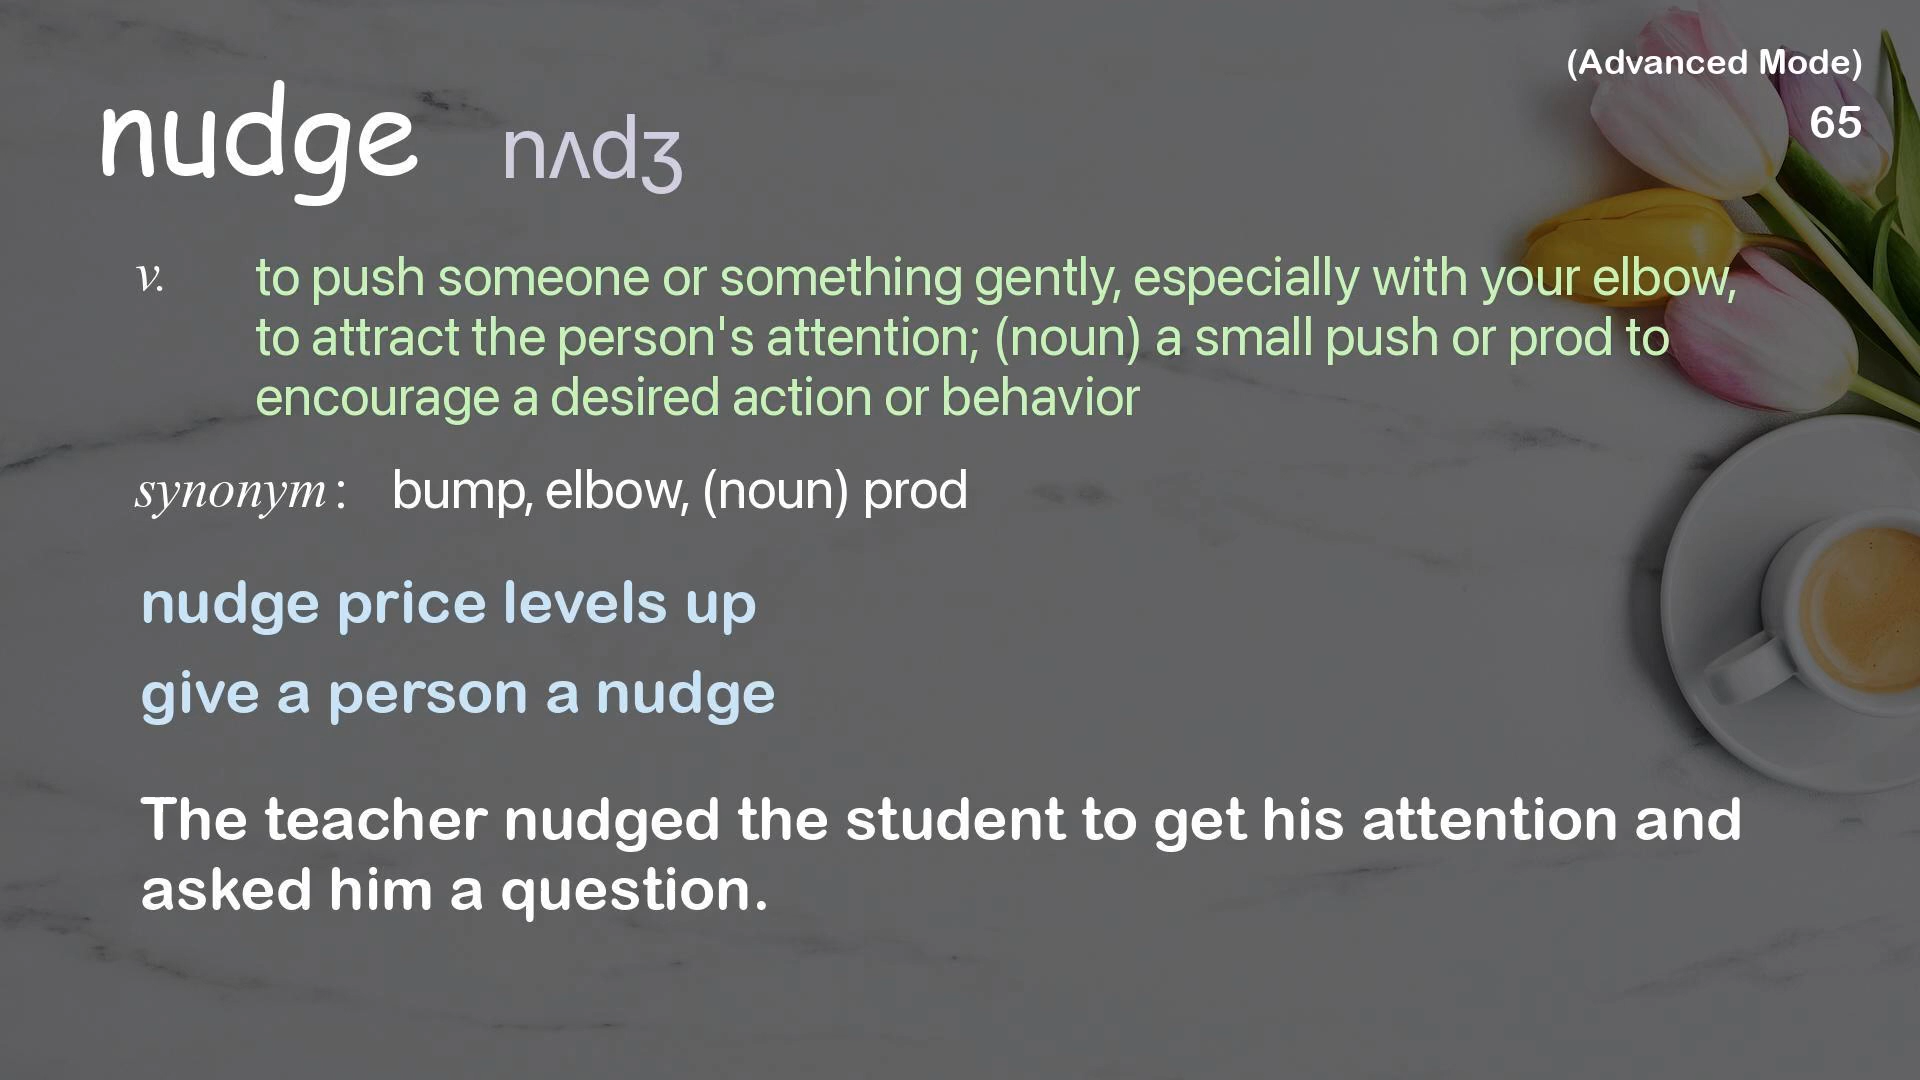 (Advanced Mode)
65
nudge nʌdʒ
v. to push someone or something gently, especially with your elbow,
to attract the person's attention; (noun) a small push or prod to
encourage a desired action or behavior
synonym: bump, elbow, (noun) prod
nudge price levels up
give a person a nudge
The teacher nudged the student to get his attention and
asked him a question.